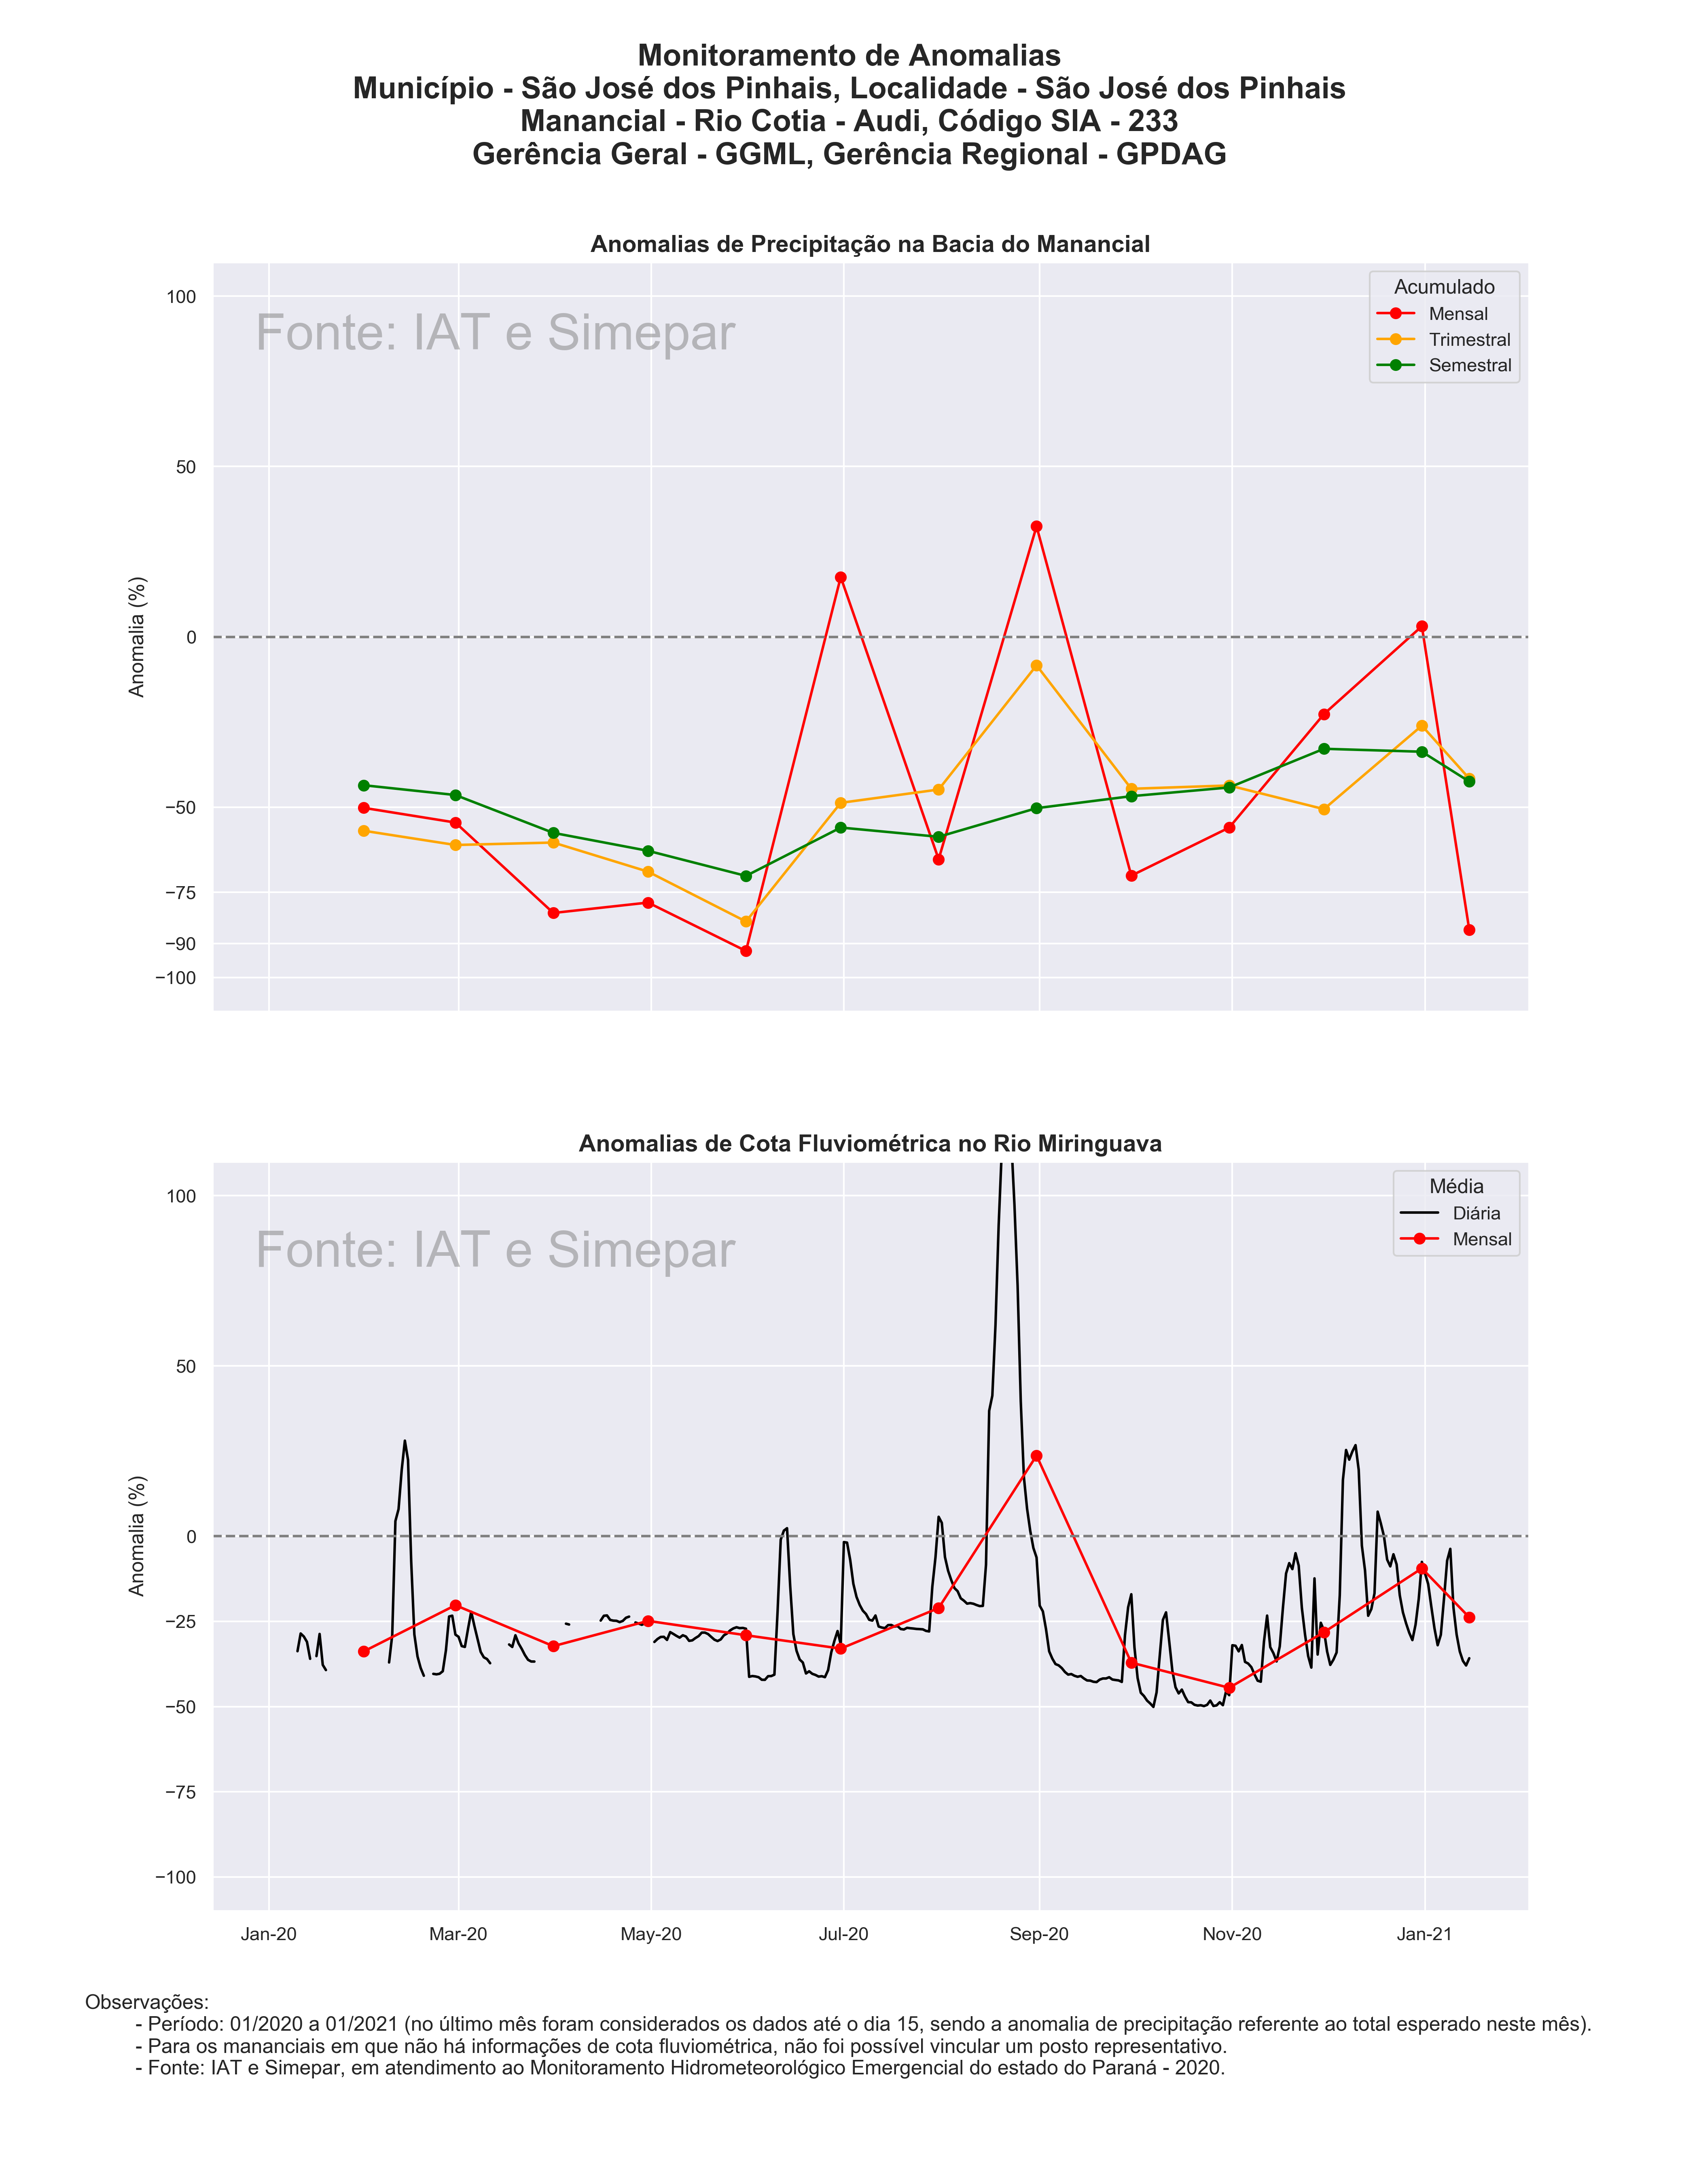 Monitoramento de Anomalias
Município - São José dos Pinhais, Localidade - São José dos Pinhais
Manancial - Rio Cotia - Audi, Código SIA - 233
Gerência Geral - GGML, Gerência Regional - GPDAG
Anomalias de Precipitação na Bacia do Manancial
Fonte: IAT e Simepar
Acumulado
Mensal
Trimestral
Semestral
Anomalia (%)
100
50
0
−50
−75
−90
−100
Anomalias de Cota Fluviométrica no Rio Miringuava
Fonte: IAT e Simepar
Média
Diária
Mensal
Anomalia (%)
100
50
0
−25
−50
−75
−100
Jan-20 Mar-20 May-20 Jul-20 Sep-20 Nov-20 Jan-21
Observações:
- Período: 01/2020 a 01/2021 (no último mês foram considerados os dados até o dia 15, sendo a anomalia de precipitação referente ao total esperado neste mês).
- Para os mananciais em que não há informações de cota fluviométrica, não foi possível vincular um posto representativo.
- Fonte: IAT e Simepar, em atendimento ao Monitoramento Hidrometeorológico Emergencial do estado do Paraná - 2020.